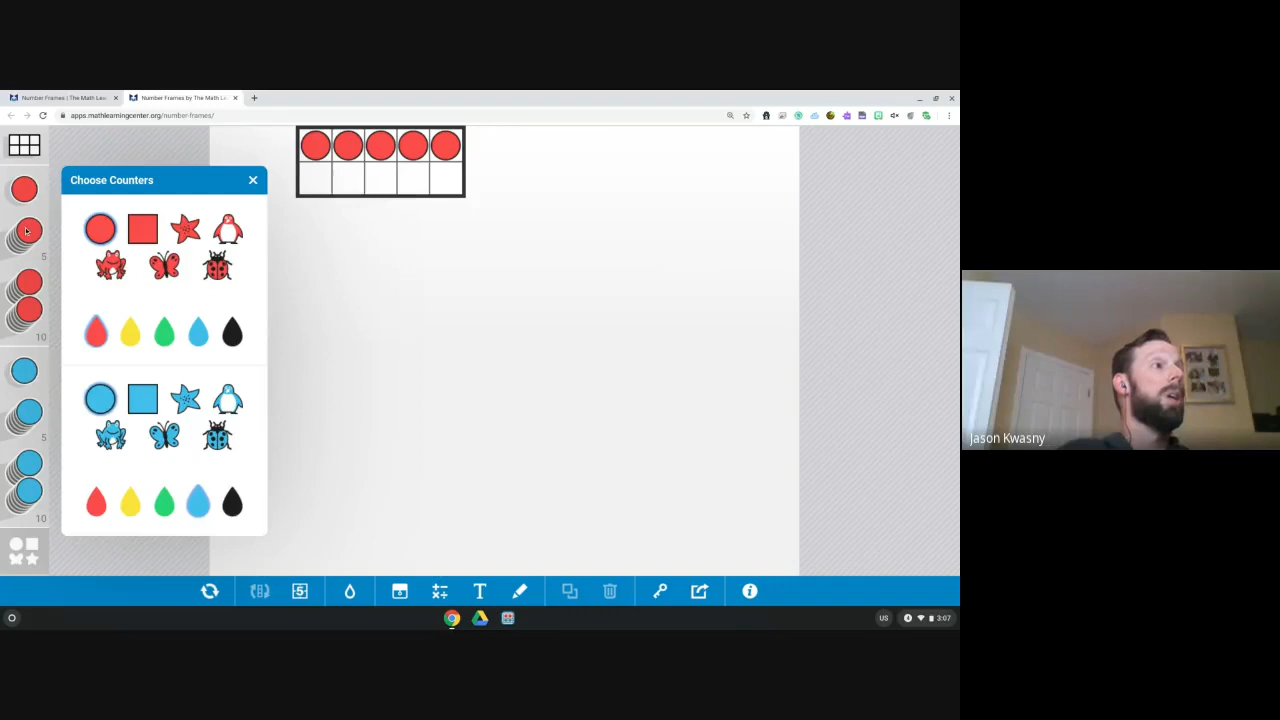 Number Frames | The Math Lea
Number Frames by The Math L
apps.mathlearningcenter.org/number-frames/
Choose Counters
5
10
5
10
5
Jason Kwasny
US
3:07